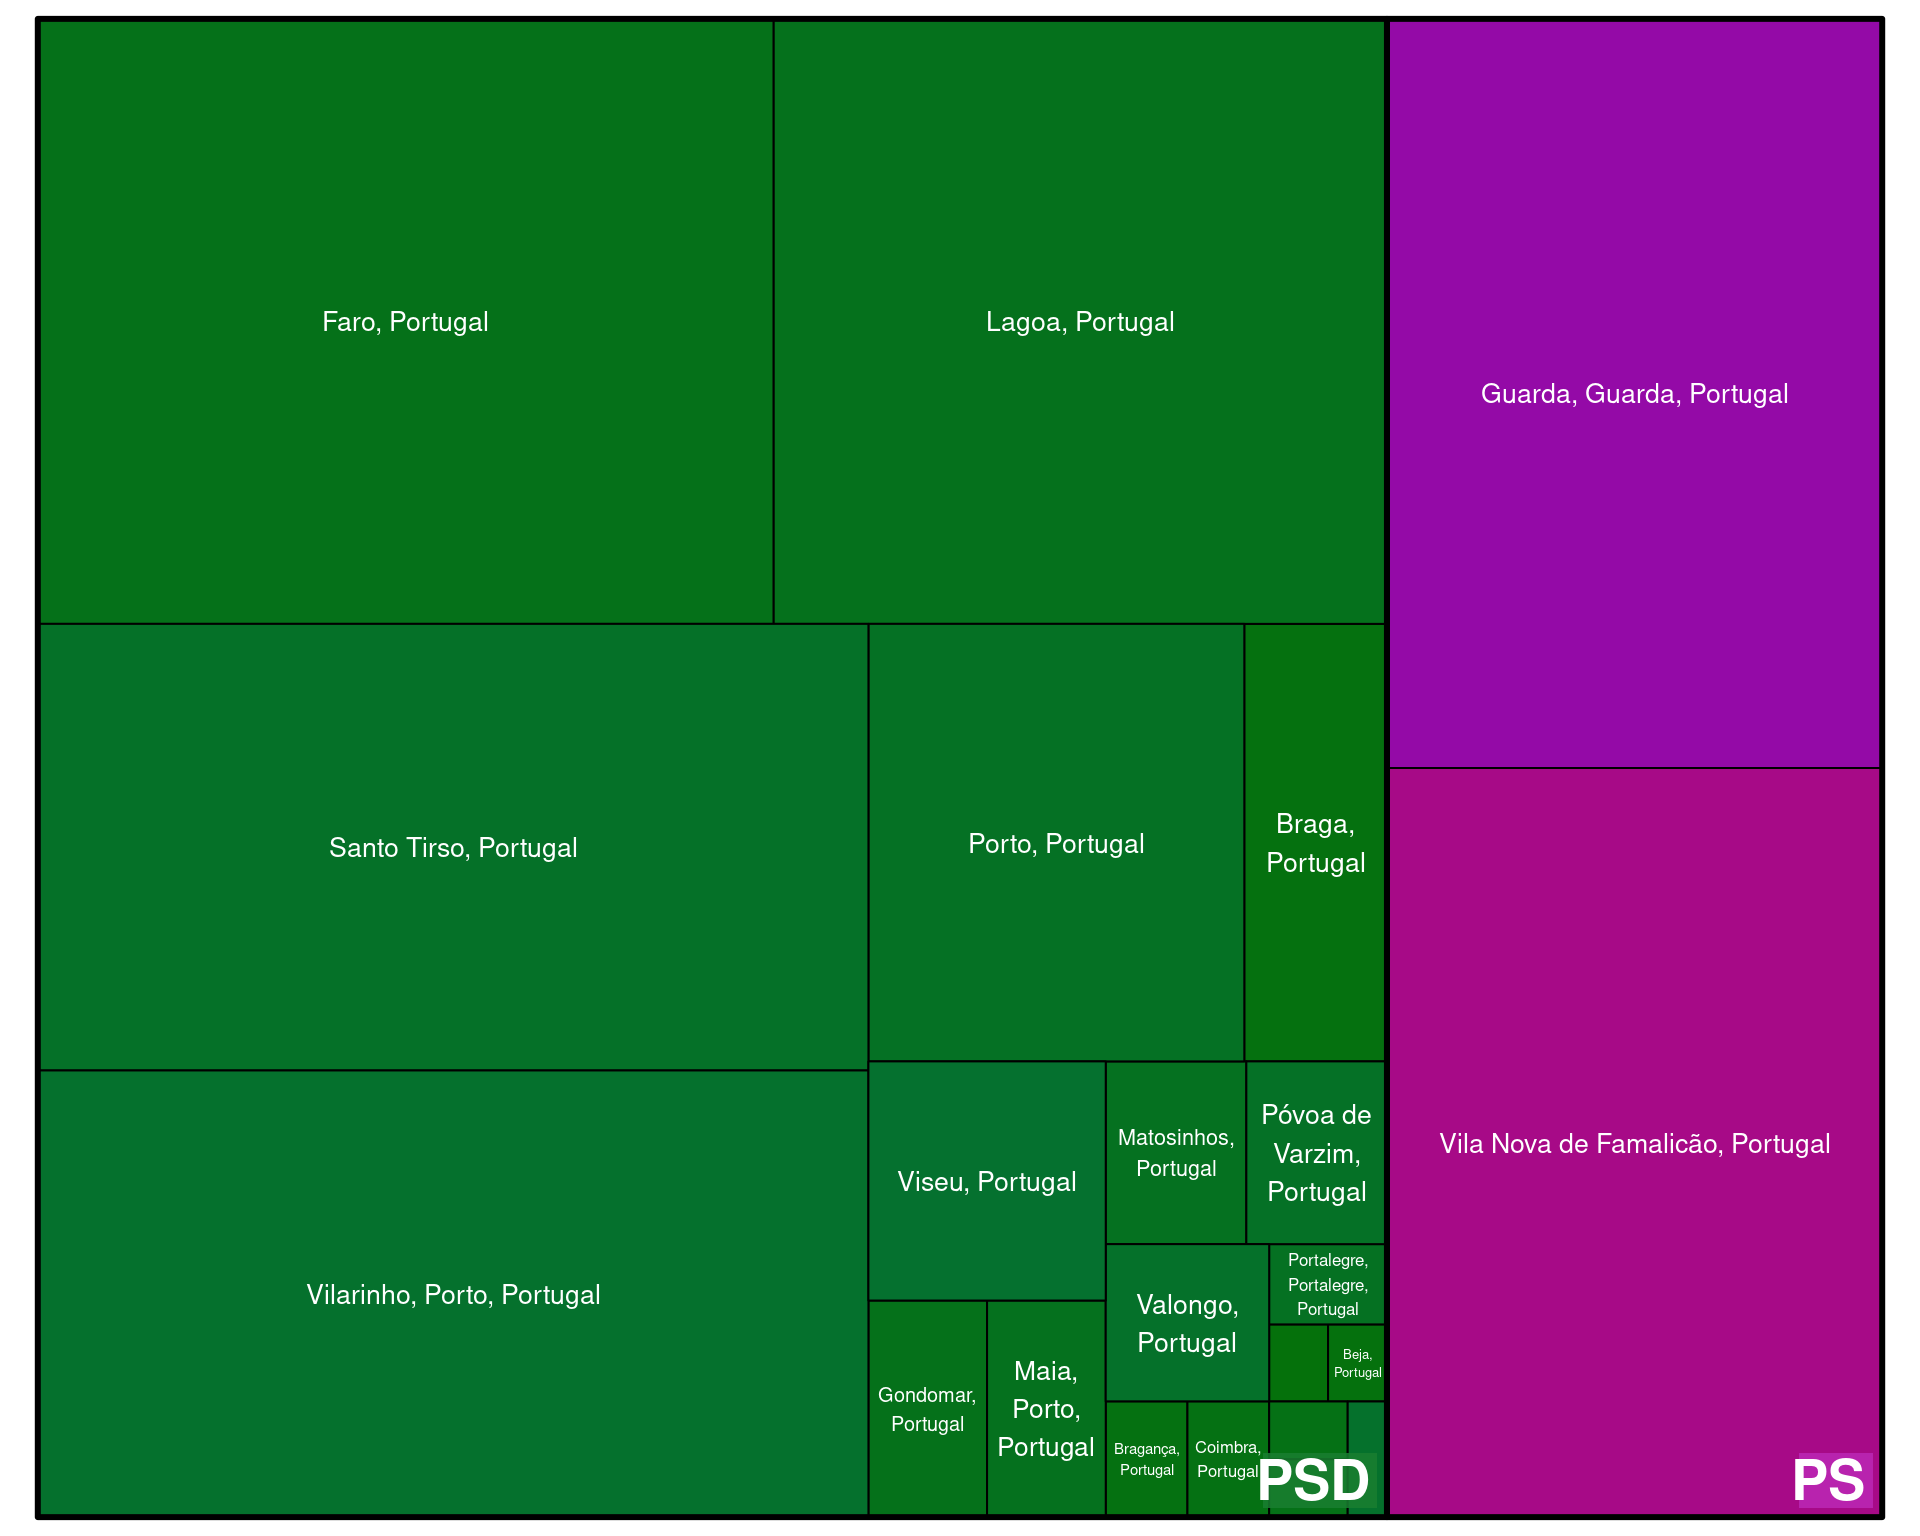 Faro, Portugal
Lagoa, Portugal
Guarda, Guarda, Portugal
Santo Tirso, Portugal
Porto, Portugal
Braga,
Portugal
Vilarinho, Porto, Portugal
Viseu, Portugal
Matosinhos,
Portugal
Póvoa de
Varzim,
Portugal
Vila Nova de Famalicão, Portugal
Gondomar,
Portugal
Maia,
Porto,
Portugal
Valongo,
Portugal
Portalegre,
Portalegre,
Portugal
Beja,
Portugal
Bragança,
Portugal
Coimbra,
Portugal
PSD
PS